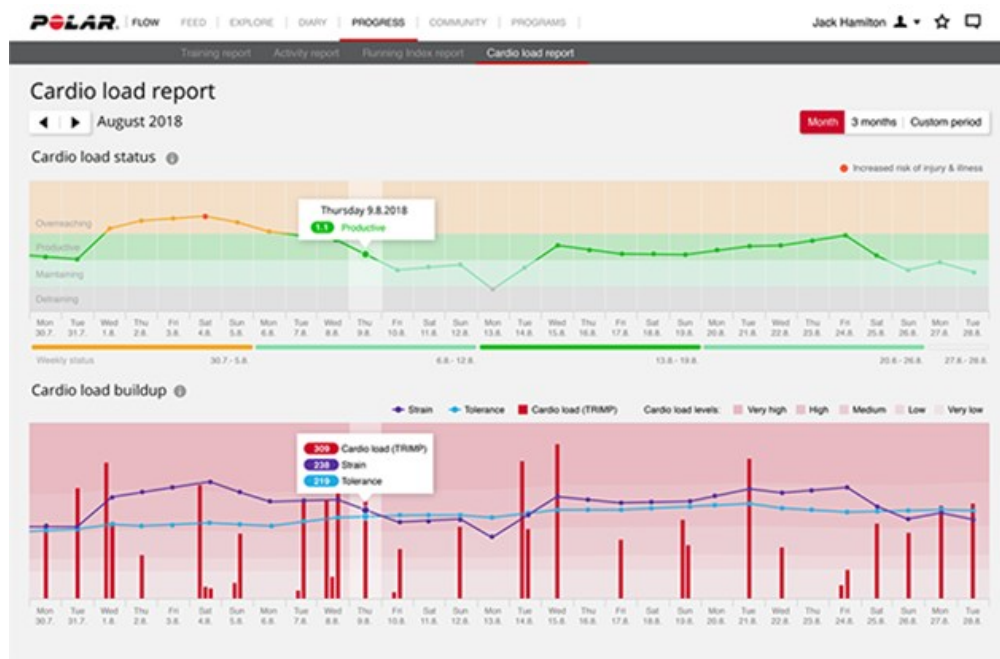 POLAR. FLOW FEED EXPLORE DIARY PROGRESS COMMUNITY PROGRAMS Jack Hamilton
Training report Activity report Running Index report Cardio load report
Cardio load report
August 2018 Month 3 months Custom period
Cardio load status
Increased risk of injury & illness
Thursday 9.8.2018
1.1 Productive
Overreaching
Productive
Maintaining
Detraining
Mon Tue Wed Thu Fri Sat Sun Mon Tue Wed Thu Fri Sat Sun Mon Tue Wed Thu Fri Sat Sun Mon Tue Wed Thu Fri Sat Sun Mon Tue
30.7. 31.7. 1.8. 2.8. 3.8. 4.8. 5.8. 6.8. 7.8. 8.8. 9.8. 10.8. 11.8. 12.8. 13.8. 14.8. 15.8. 16.8. 17.8. 18.8. 19.8. 20.8. 21.8. 22.8. 23.8. 24.8. 25.8. 26.8. 27.8. 28.8.
Weekly status 30.7.- 5.8. 6.8.- 12.8. 13.8.- 19.8. 20.6.- 26.8. 27.8.- 28.8.
Cardio load buildup
Strain Tolerance Cardio load (TRIMP) Cardio load levels: Very high High Medium Low Very low
309 Cardio load (TRIMP)
238 Strain
219 Tolerance
Mon Tue Wed Thu Fri Sat Sun Mon Tue Wed Thu Fri Sat Sun Mon Tue Wed Thu Fri Sat Sun Mon Tue Wed Thu Fri Sat Sun Mon Tue
30.7. 31.7. 1.8. 2.8. 3.8. 4.8. 5.8. 6.8. 7.8. 8.8. 9.8. 10.8. 11.8. 12.8. 13.8. 14.8. 15.8. 16.8. 17.8. 18.8. 19.8. 20.8. 21.8. 22.8. 23.8. 24.8. 25.8. 26.8. 27.8. 28.8.